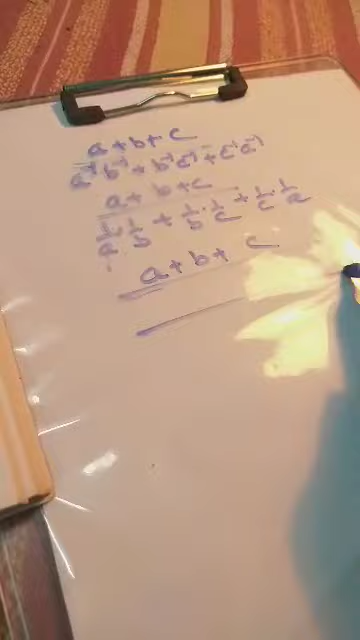 a + b + c
a⁻¹b⁻¹ + b⁻¹c⁻¹ + c⁻¹a⁻¹
a + b + c
1/a · 1/b + 1/b · 1/c + 1/c · 1/a
a + b + c